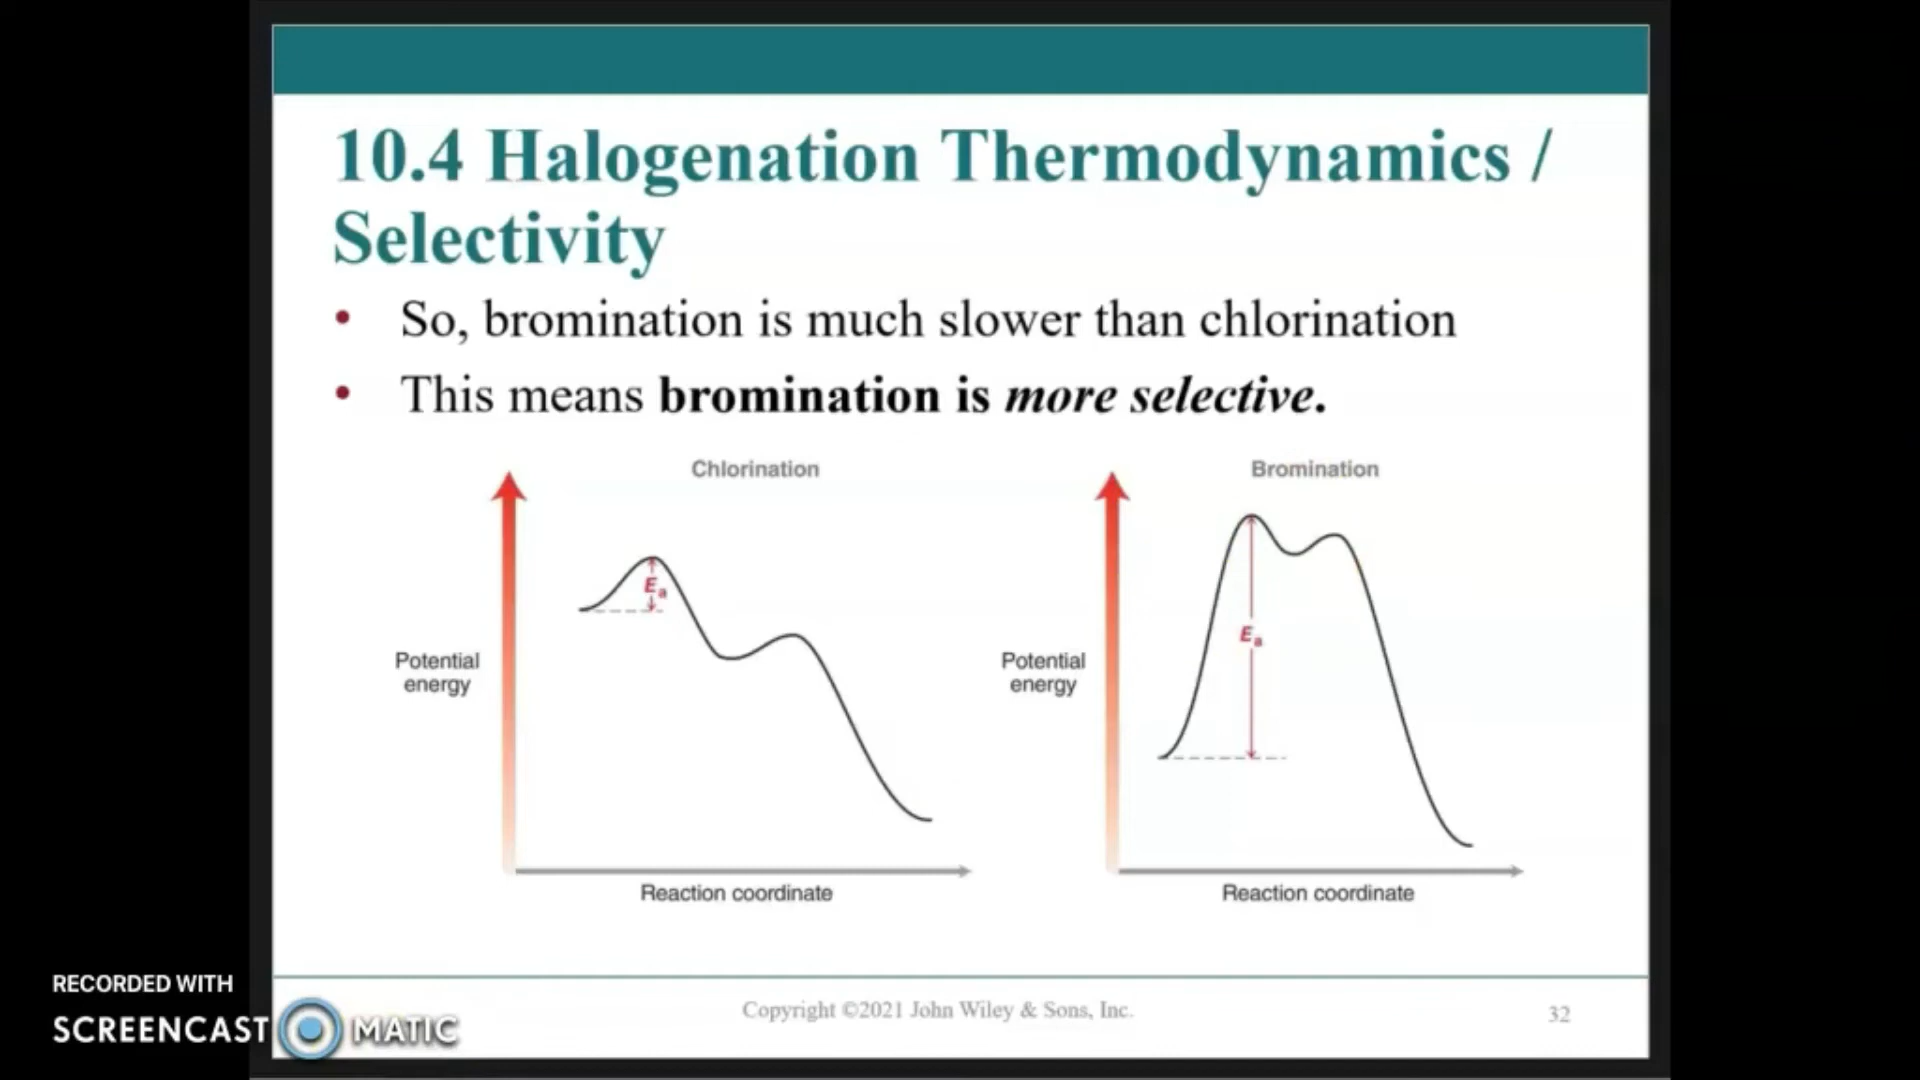 10.4 Halogenation Thermodynamics /
Selectivity
• So, bromination is much slower than chlorination
• This means bromination is more selective.
Chlorination
Bromination
Ea
Ea
Potential
energy
Potential
energy
Reaction coordinate
Reaction coordinate
RECORDED WITH
SCREENCAST MATIC
Copyright ©2021 John Wiley & Sons, Inc.
32